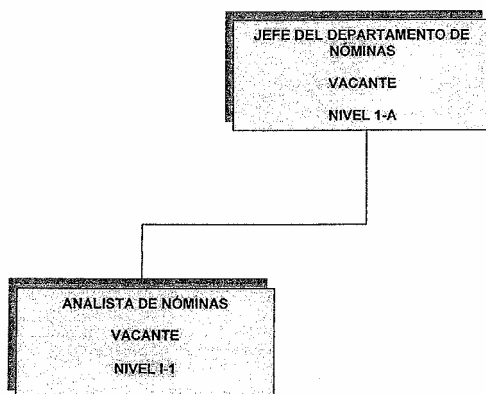 JEFE DEL DEPARTAMENTO DE
NÓMINAS
VACANTE
NIVEL 1-A
ANALISTA DE NÓMINAS
VACANTE
NIVEL I-1